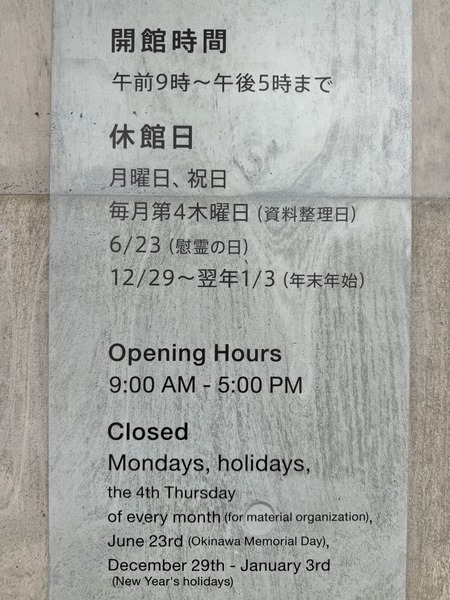 開館時間
午前9時～午後5時まで
休館日
月曜日、祝日
毎月第4木曜日(資料整理日)
6/23(慰霊の日)
12/29～翌年1/3(年末年始)
Opening Hours
9:00 AM - 5:00 PM
Closed
Mondays, holidays,
the 4th Thursday
of every month (for material organization),
June 23rd (Okinawa Memorial Day),
December 29th - January 3rd
(New Year's holidays)